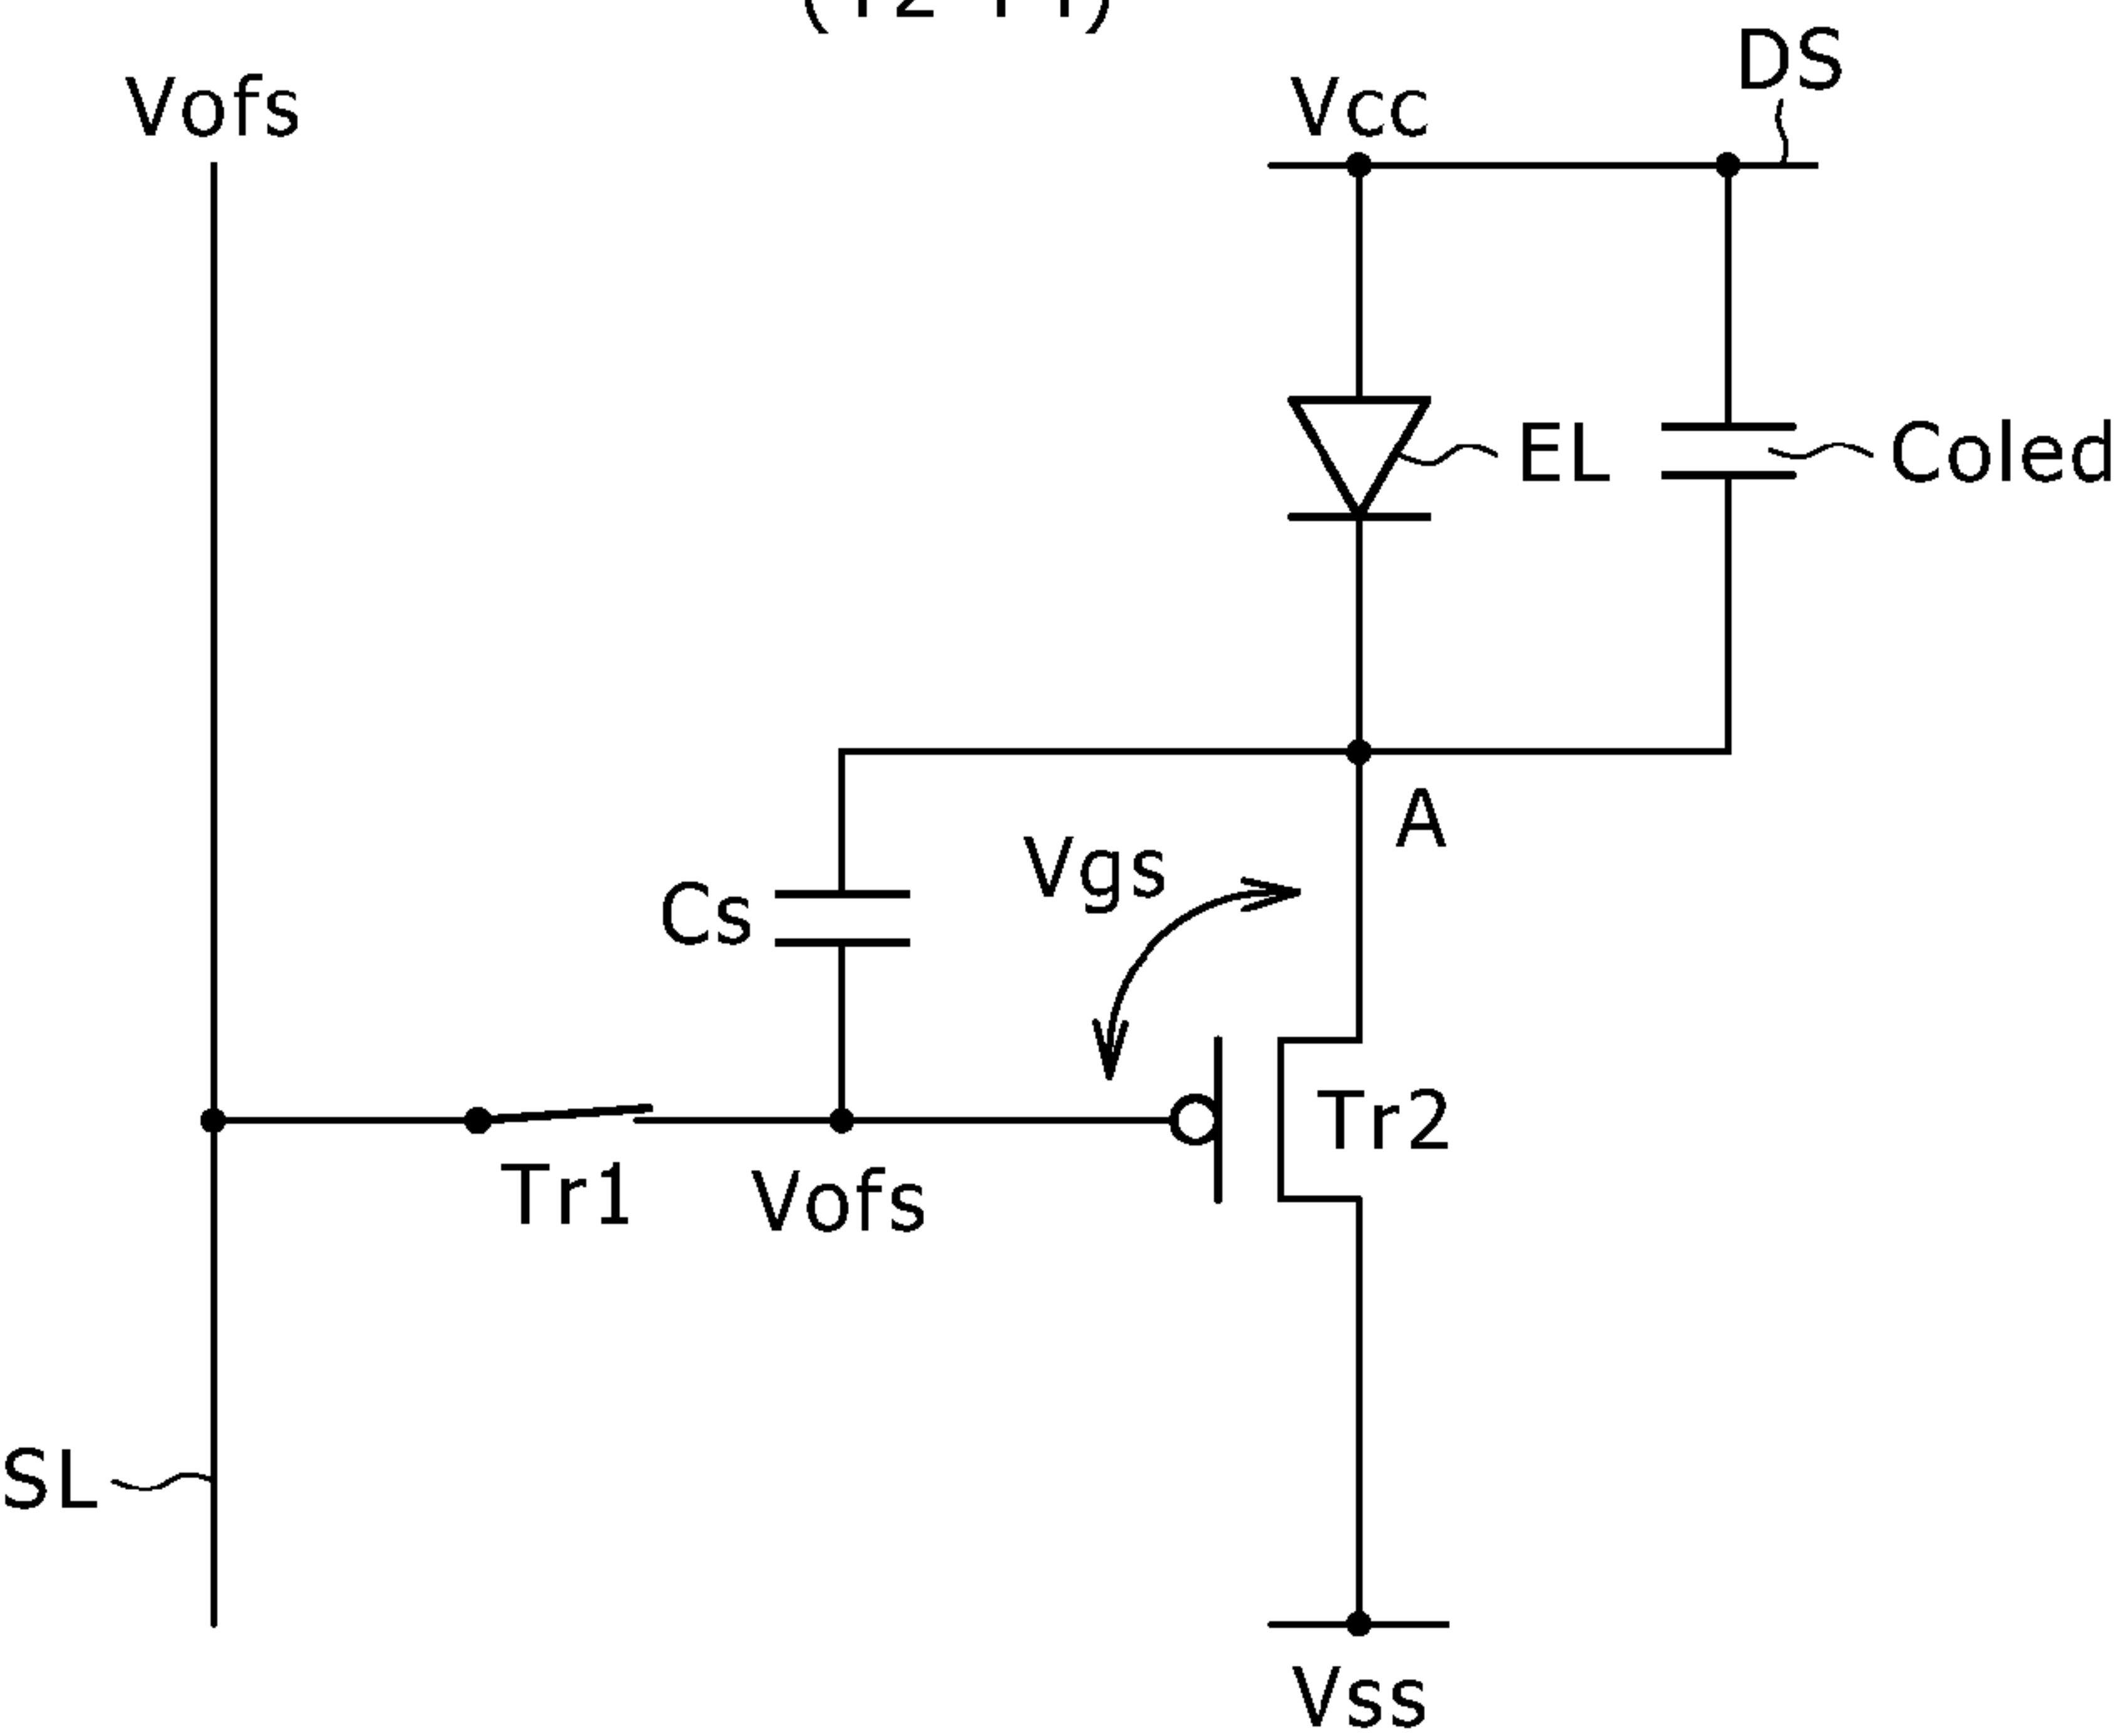 Vofs
Vcc
DS
EL
Coled
A
Vgs
Cs
Tr2
Tr1
Vofs
SL
Vss